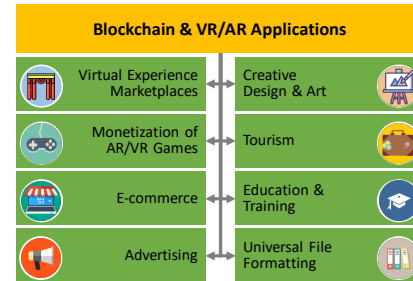 Blockchain & VR/AR Applications
Virtual Experience
Marketplaces
Creative
Design & Art
Monetization of
AR/VR Games
Tourism
E-commerce
Education &
Training
Advertising
Universal File
Formatting